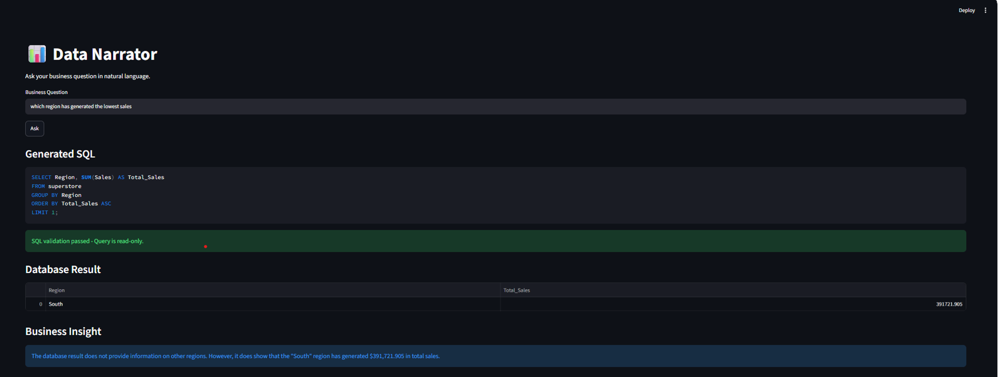 Deploy
Data Narrator
Ask your business question in natural language.
Business Question
which region has generated the lowest sales
Ask
Generated SQL
SELECT Region, SUM(Sales) AS Total_Sales
FROM superstore
GROUP BY Region
ORDER BY Total_Sales ASC
LIMIT 1;
SQL validation passed - Query is read-only.
Database Result
Region Total_Sales
0 South 391721.905
Business Insight
The database result does not provide information on other regions. However, it does show that the "South" region has generated $391,721.905 in total sales.